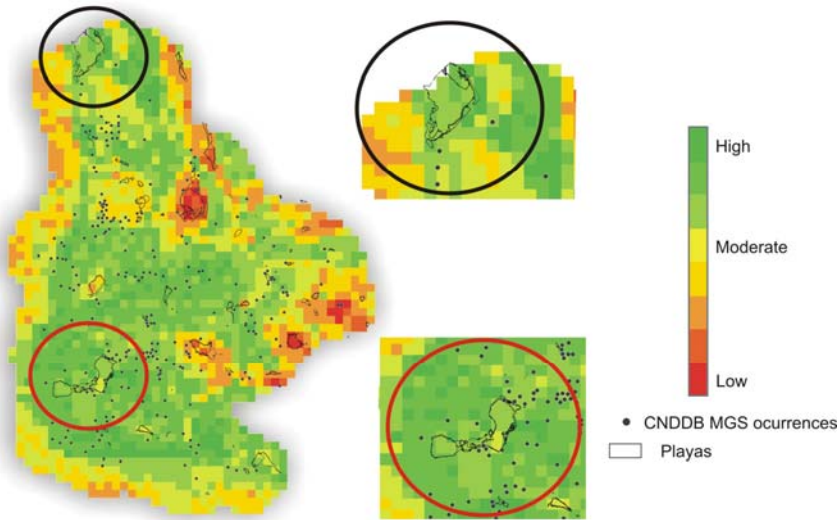 High
Moderate
Low
CNDDB MGS ocurrences
Playas